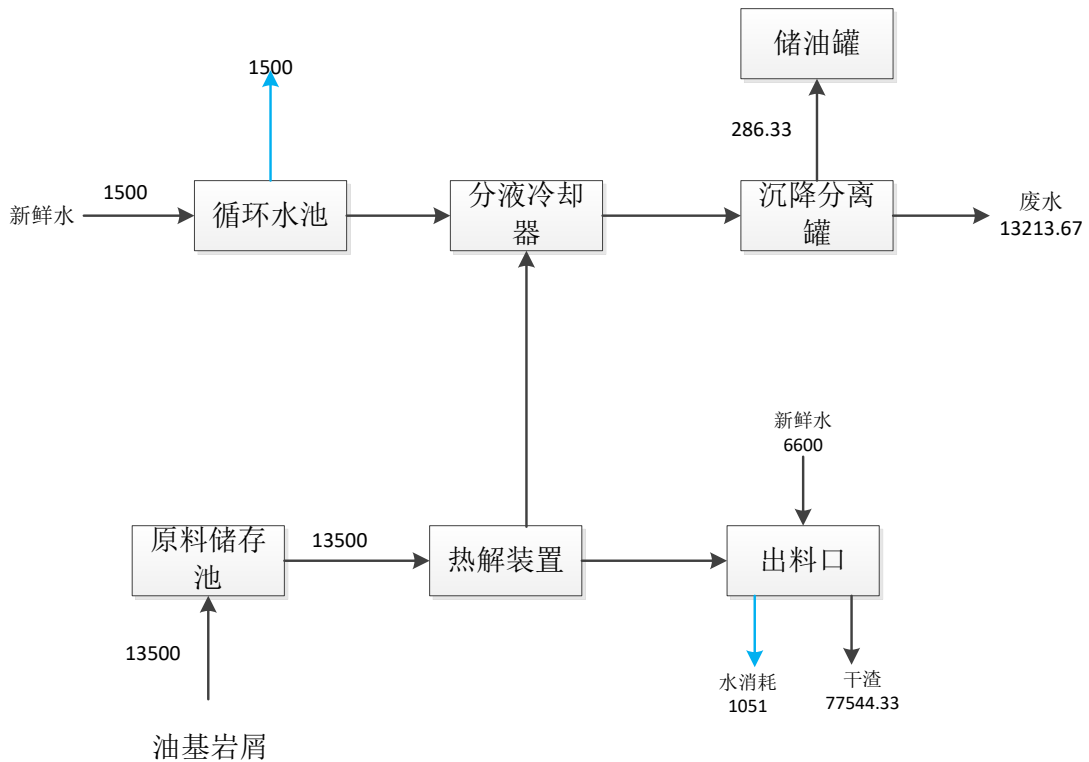 储油罐
1500
286.33
1500
新鲜水
循环水池
分液冷却
器
沉降分离
罐
废水
13213.67
新鲜水
6600
原料储存
池
13500
热解装置
出料口
13500
水消耗
1051
干渣
77544.33
油基岩屑